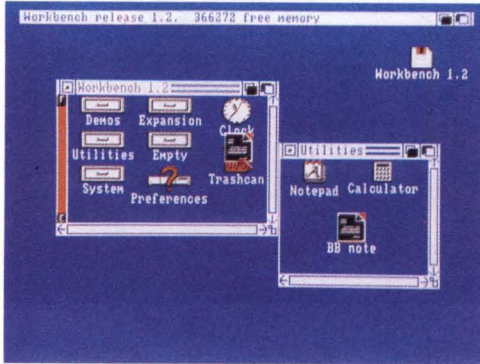 Workbench release 1.2. 366272 free memory
Workbench 1.2
Workbench 1.2
Demos Expansion Clock
Utilities Empty
Trashcan
System
Preferences
Utilities
Notepad Calculator
BB note